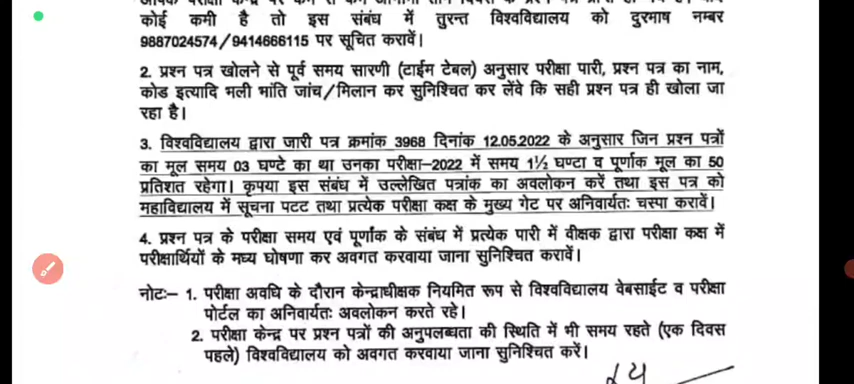 कोई कमी है तो इस संबंध में तुरन्त विश्वविद्यालय को दुरमाष नम्बर
9887024574/9414666115 पर सूचित करावें।
2. प्रश्न पत्र खोलने से पूर्व समय सारणी (टाईम टेबल) अनुसार परीक्षा पारी, प्रश्न पत्र का नाम,
कोड इत्यादि भली भांति जांच/मिलान कर सुनिश्चित कर लेंवे कि सही प्रश्न पत्र ही खोला जा
रहा है।
3. विश्वविद्यालय द्वारा जारी पत्र क्रमांक 3968 दिनांक 12.05.2022 के अनुसार जिन प्रश्न पत्रों
का मूल समय 03 घण्टे का था उनका परीक्षा-2022 में समय 1½ घण्टा व पूर्णाक मूल का 50
प्रतिशत रहेगा। कृपया इस संबंध में उल्लेखित पत्रांक का अवलोकन करें तथा इस पत्र को
महाविद्यालय में सूचना पटट तथा प्रत्येक परीक्षा कक्ष के मुख्य गेट पर अनिवार्यतः चस्पा करावें।
4. प्रश्न पत्र के परीक्षा समय एवं पूर्णांक के संबंध में प्रत्येक पारी में वीक्षक द्वारा परीक्षा कक्ष में
परीक्षार्थियों के मध्य घोषणा कर अवगत करवाया जाना सुनिश्चित करावें।
नोटः- 1. परीक्षा अवधि के दौरान केन्द्राधीक्षक नियमित रूप से विश्वविद्यालय वेबसाईट व परीक्षा
पोर्टल का अनिवार्यतः अवलोकन करते रहे।
2. परीक्षा केन्द्र पर प्रश्न पत्रों की अनुपलब्धता की स्थिति में भी समय रहते (एक दिवस
पहले) विश्वविद्यालय को अवगत करवाया जाना सुनिश्चित करें।